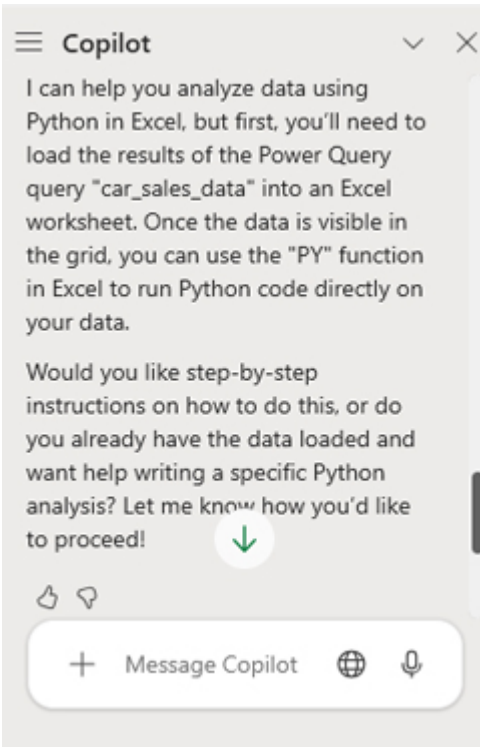 Copilot
I can help you analyze data using
Python in Excel, but first, you'll need to
load the results of the Power Query
query "car_sales_data" into an Excel
worksheet. Once the data is visible in
the grid, you can use the "PY" function
in Excel to run Python code directly on
your data.
Would you like step-by-step
instructions on how to do this, or do
you already have the data loaded and
want help writing a specific Python
analysis? Let me know how you'd like
to proceed!
Message Copilot